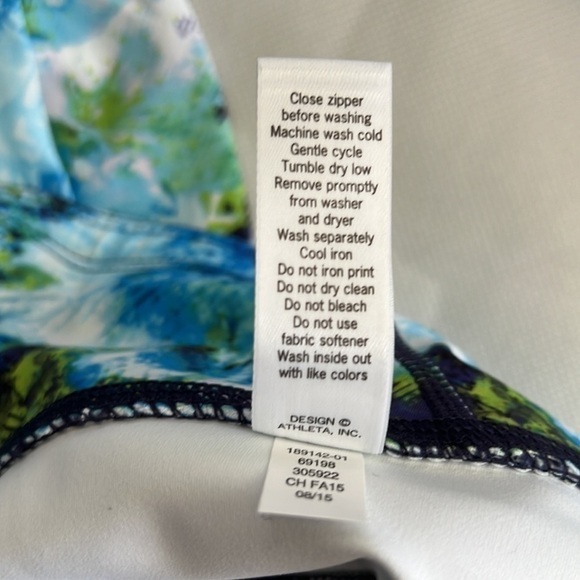 Close zipper
before washing
Machine wash cold
Gentle cycle
Tumble dry low
Remove promptly
from washer
and dryer
Wash separately
Cool iron
Do not iron print
Do not dry clean
Do not bleach
Do not use
fabric softener
Wash inside out
with like colors
DESIGN ©
ATHLETA, INC.
189142-01
69198
305922
CH FA15
08/15